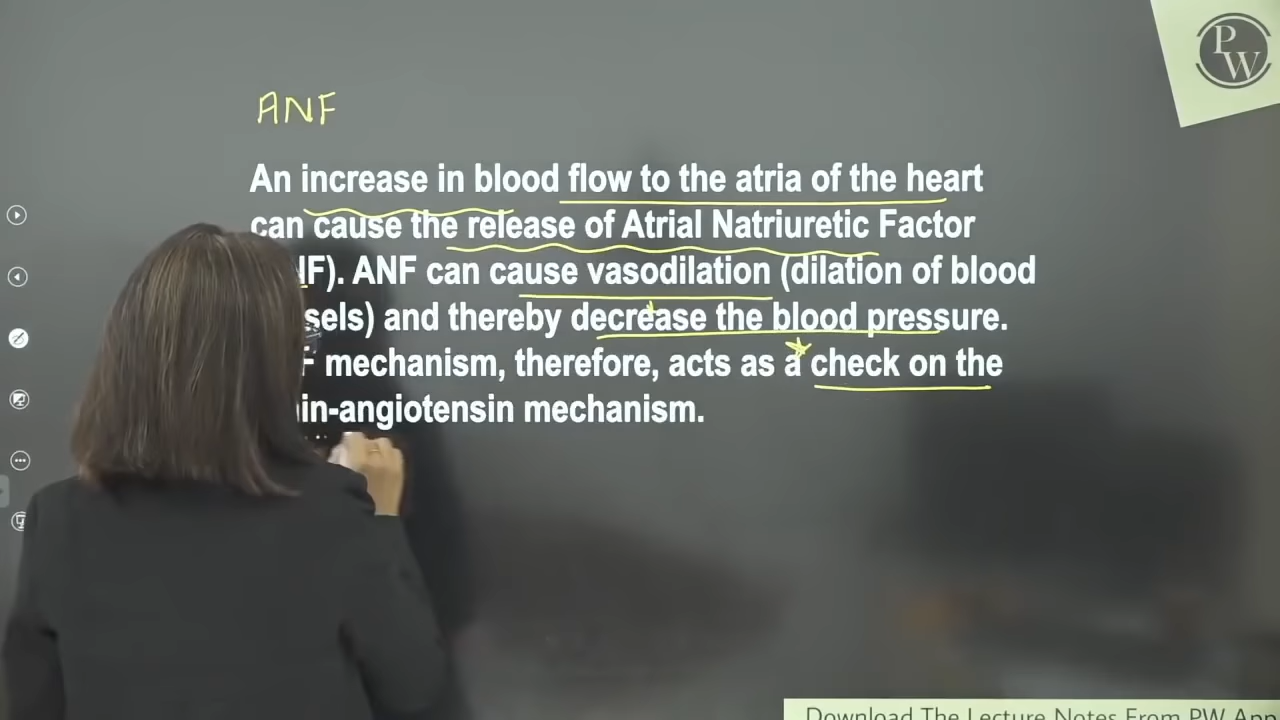 P
W
ANF
An increase in blood flow to the atria of the heart
can cause the release of Atrial Natriuretic Factor
F). ANF can cause vasodilation (dilation of blood
sels) and thereby decrease the blood pressure.
mechanism, therefore, acts as a check on the
in-angiotensin mechanism.
Download The Lecture Notes From PW App